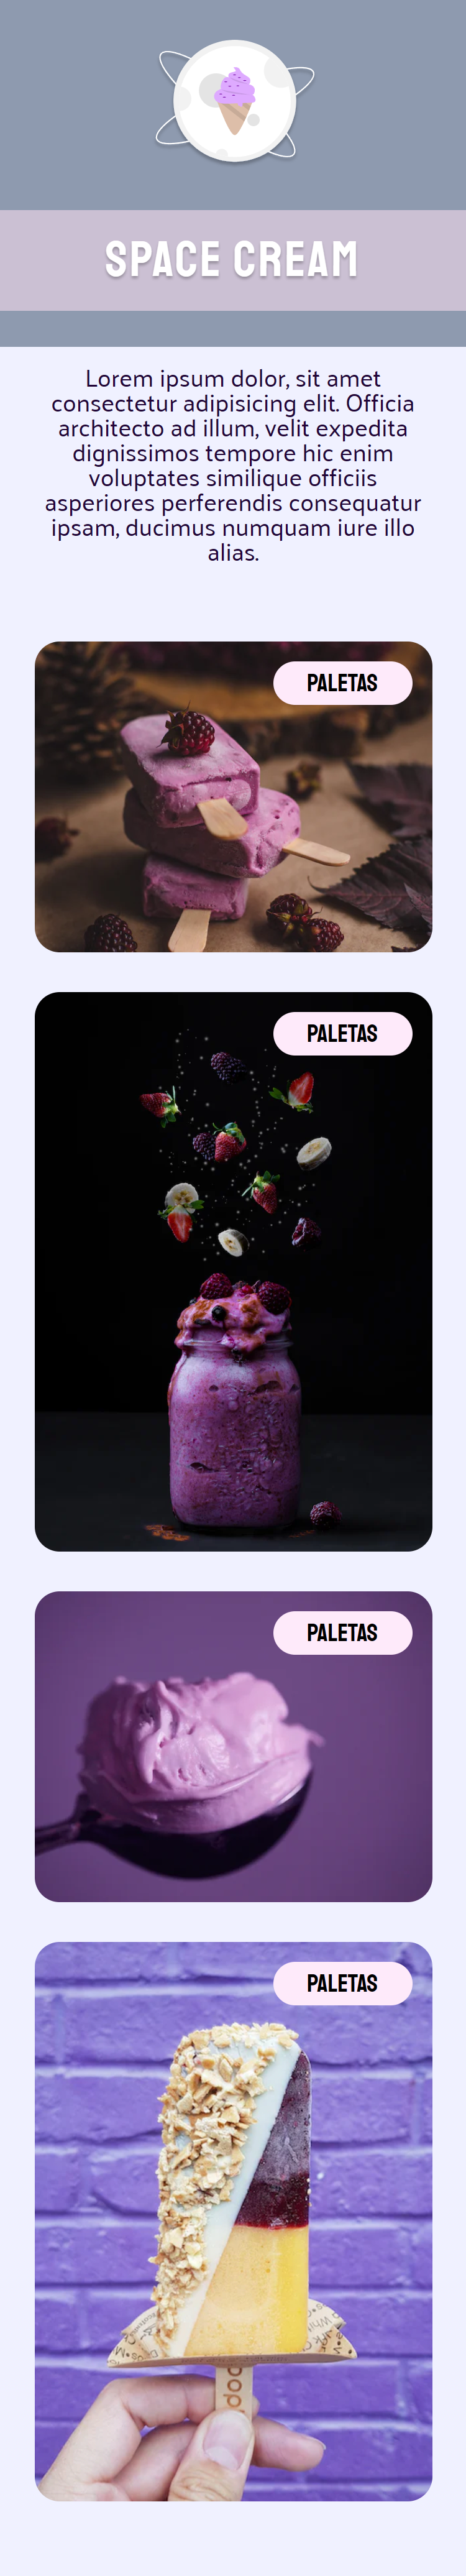 SPACE CREAM
Lorem ipsum dolor, sit amet
consectetur adipisicing elit. Officia
architecto ad illum, velit expedita
dignissimos tempore hic enim
voluptates similique officiis
asperiores perferendis consequatur
ipsam, ducimus numquam iure illo
alias.
PALETAS
PALETAS
PALETAS
PALETAS